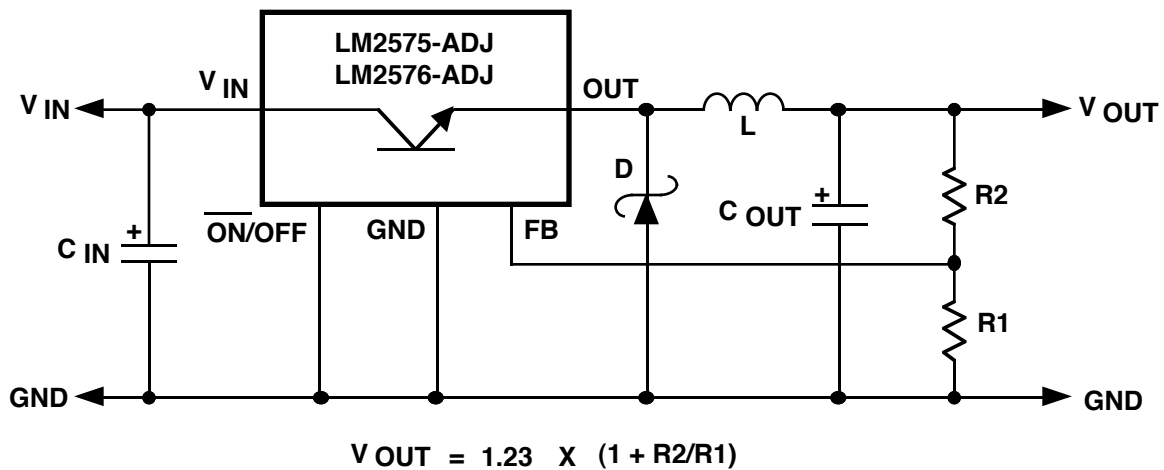 LM2575-ADJ
LM2576-ADJ
V IN
V IN
OUT
V OUT
L
D
C OUT
+
R2
C IN
+
ON/OFF
GND
FB
R1
GND
GND
V OUT = 1.23 X (1 + R2/R1)